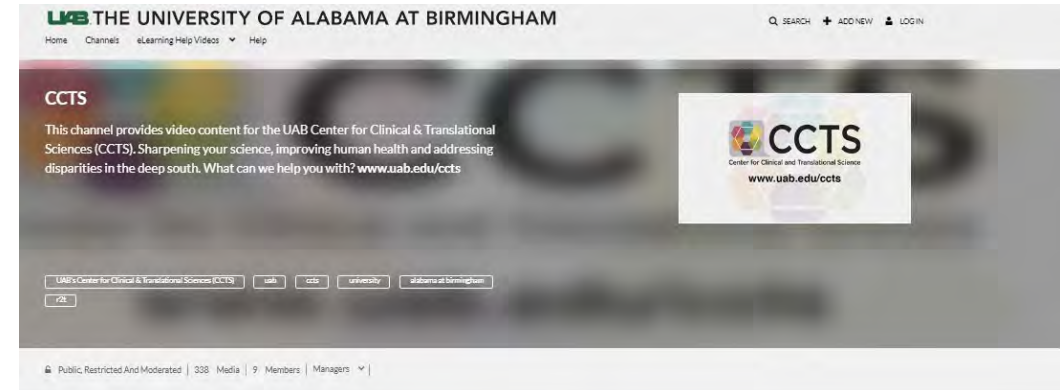 UAB THE UNIVERSITY OF ALABAMA AT BIRMINGHAM
SEARCH + ADD NEW LOGIN
Home Channels eLearning Help Videos Help
CCTS
This channel provides video content for the UAB Center for Clinical & Translational
Sciences (CCTS). Sharpening your science, improving human health and addressing
disparities in the deep south. What can we help you with? www.uab.edu/ccts
CCTS
Center for Clinical and Translational Science
www.uab.edu/ccts
UAB's Center for Clinical & Translational Sciences (CCTS) uab ccts university alabama at birmingham
r2t
Public, Restricted And Moderated | 338 Media | 9 Members | Managers |